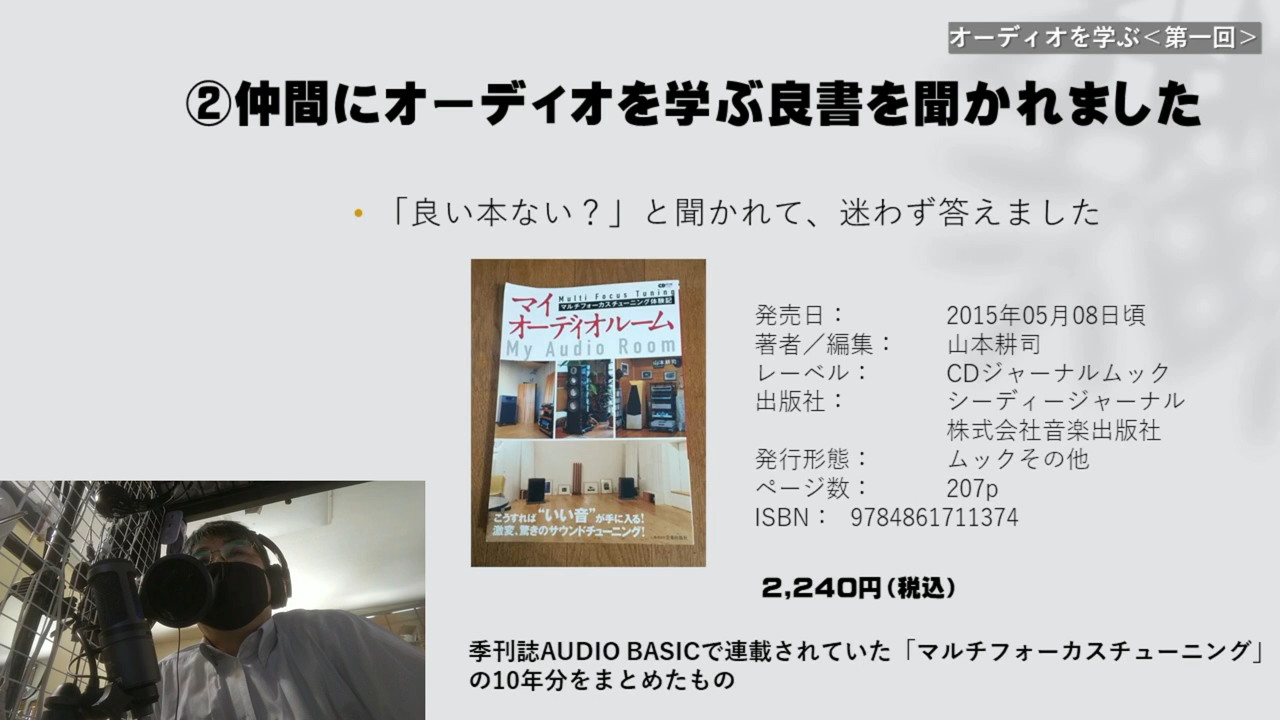 オーディオを学ぶ＜第一回＞
②仲間にオーディオを学ぶ良書を聞かれました
• 「良い本ない？」と聞かれて、迷わず答えました
Multi Focus Tuning
マルチフォーカスチューニング体験記
マイ
オーディオルーム
My Audio Room
山本耕司
こうすれば“いい音”が手に入る!
激変、驚きのサウンドチューニング!
発売日： 2015年05月08日頃
著者／編集： 山本耕司
レーベル： CDジャーナルムック
出版社： シーディージャーナル
株式会社音楽出版社
発行形態： ムックその他
ページ数： 207p
ISBN： 9784861711374
2,240円（税込）
季刊誌AUDIO BASICで連載されていた「マルチフォーカスチューニング」
の10年分をまとめたもの